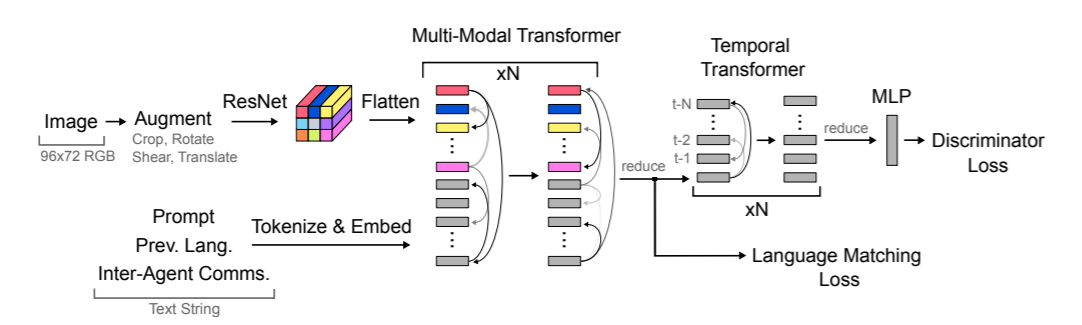 Multi-Modal Transformer
xN
Temporal
Transformer
ResNet
Flatten
Image
96x72 RGB
Augment
Crop, Rotate
Shear, Translate
t-N
t-2
t-1
xN
reduce
reduce
MLP
Discriminator
Loss
Prompt
Prev. Lang.
Inter-Agent Comms.
Text String
Tokenize & Embed
Language Matching
Loss